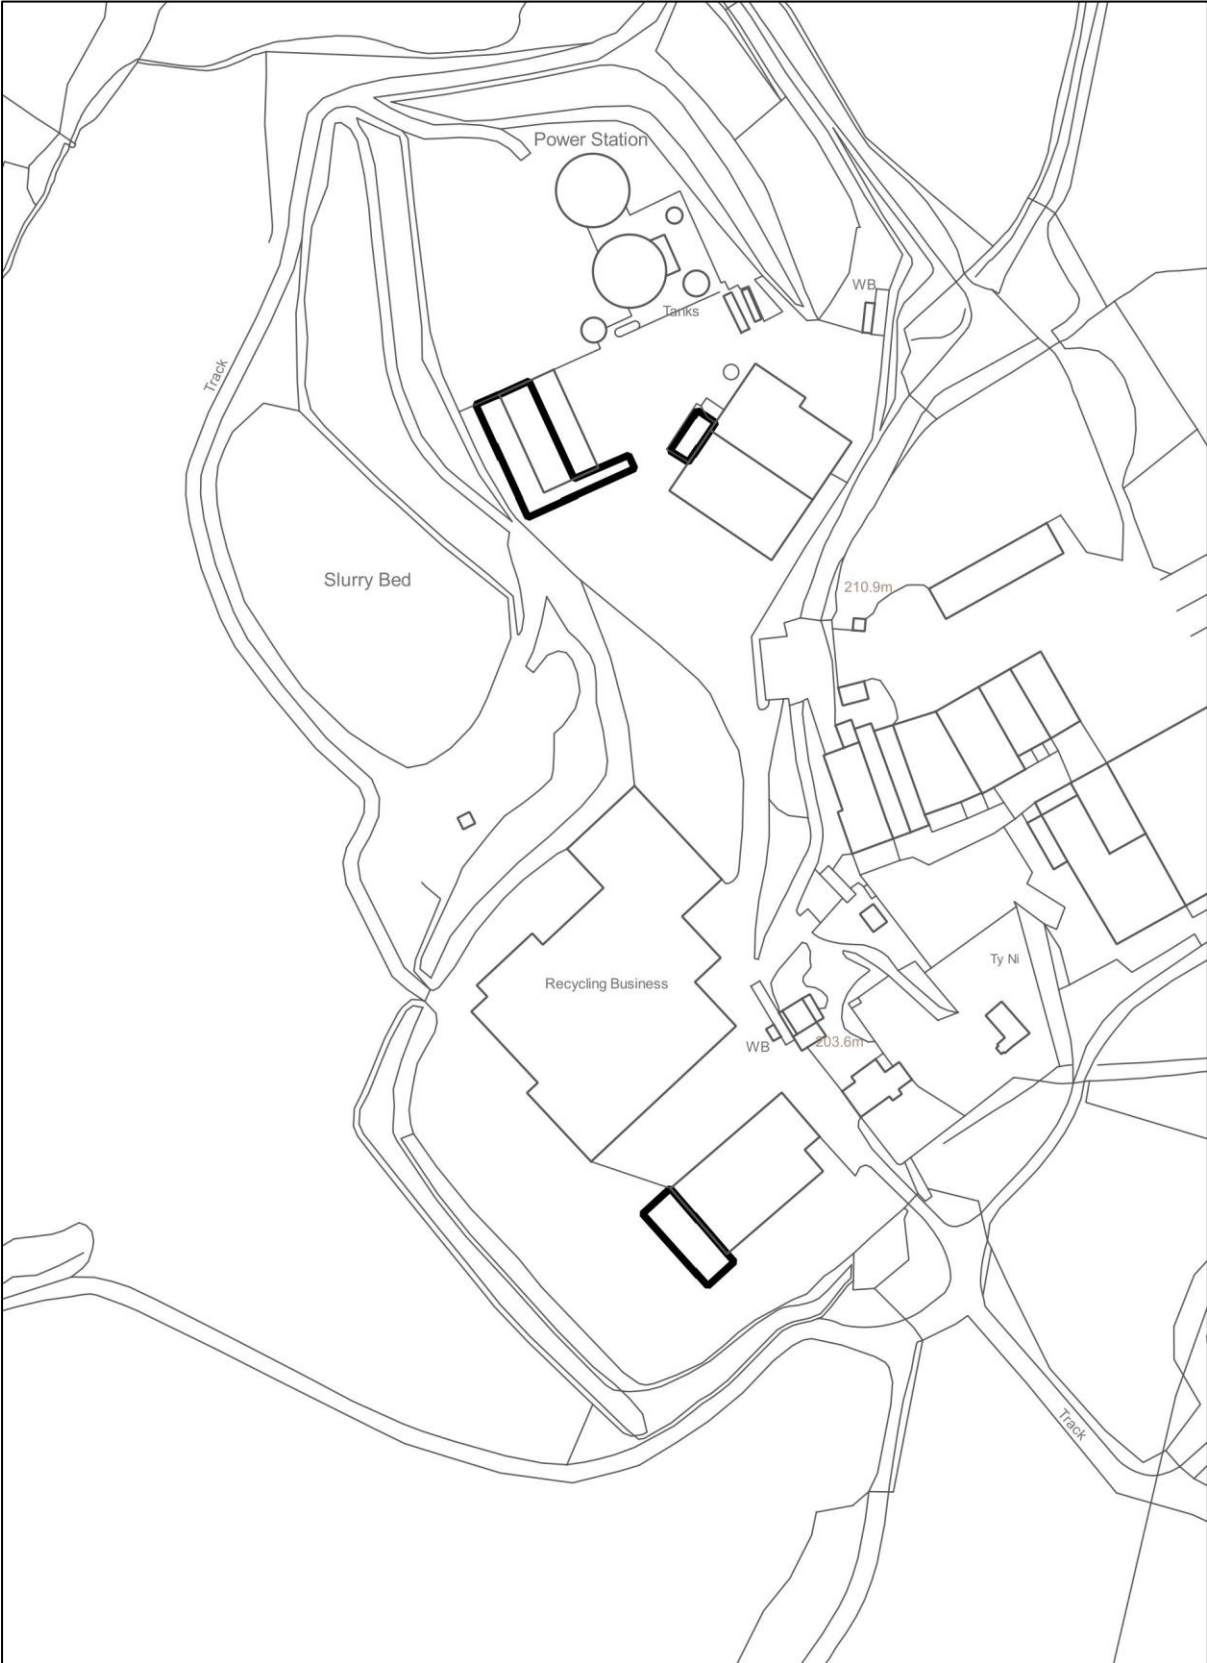 Power Station
WB
Tanks
Track
Slurry Bed
210.9m
Ty Ni
Recycling Business
203.6m
WB
Track